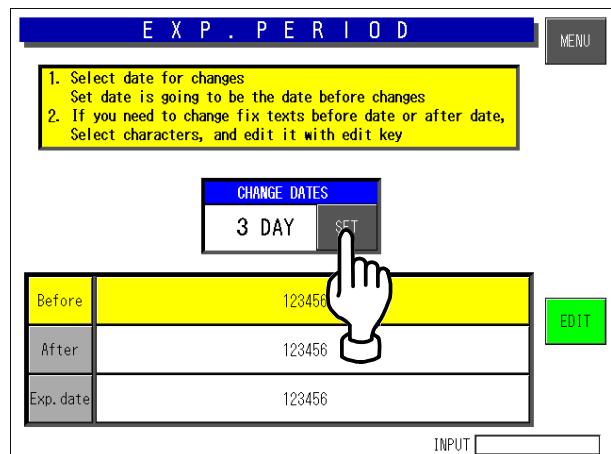 EXP. PERIOD
MENU
1. Select date for changes
Set date is going to be the date before changes
2. If you need to change fix texts before date or after date,
Select characters, and edit it with edit key
CHANGE DATES
3 DAY SET
Before 123456
EDIT
After 123456
Exp.date 123456
INPUT